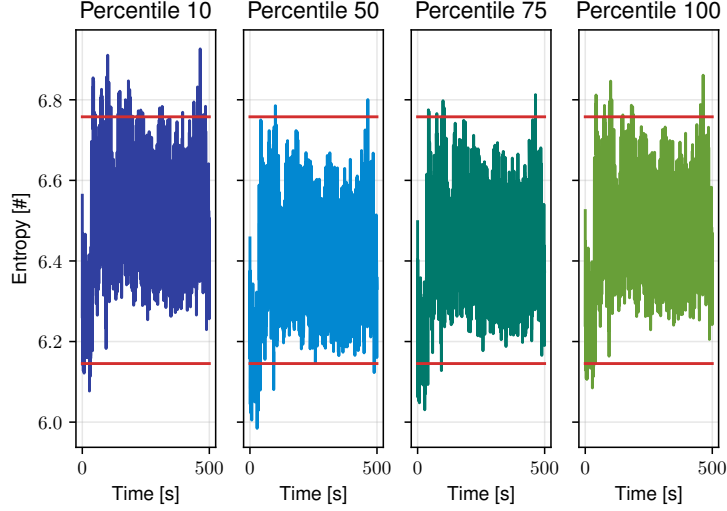 Percentile 10 Percentile 50 Percentile 75 Percentile 100
Entropy [#]
6.8
6.6
6.4
6.2
6.0
0 500 0 500 0 500 0 500
Time [s] Time [s] Time [s] Time [s]